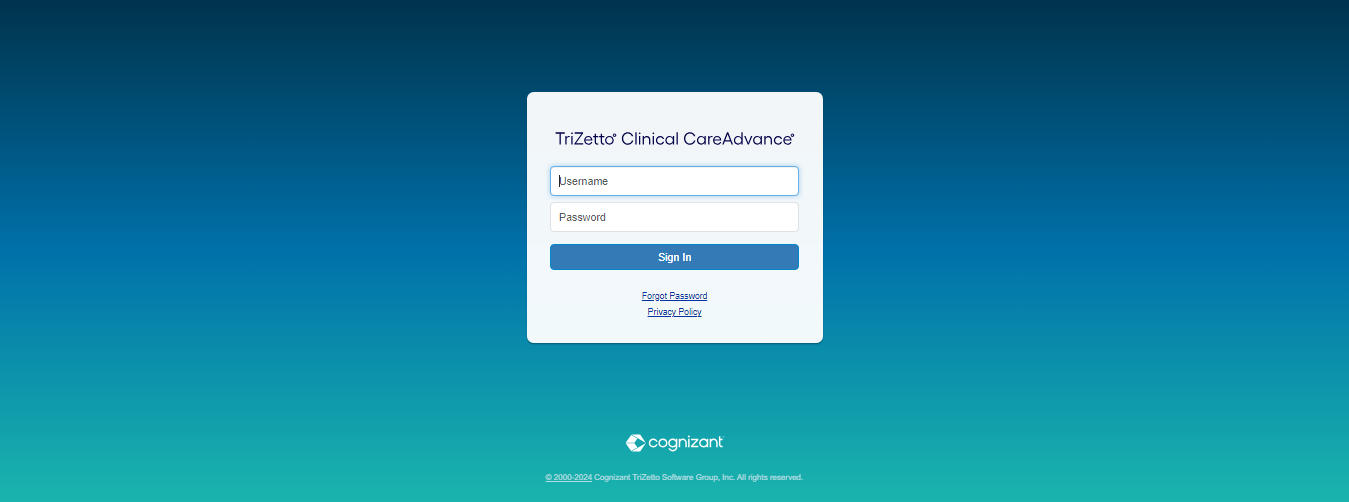 TriZetto® Clinical CareAdvance®
Username
Password
Sign In
Forgot Password
Privacy Policy
cognizant
© 2000-2024 Cognizant TriZetto Software Group, Inc. All rights reserved.